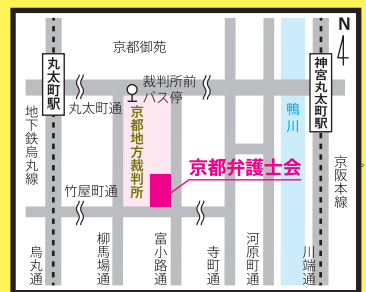 N
京都御苑
丸太町駅
神宮丸太町駅
裁判所前
バス停
丸太町通
鴨川
地下鉄烏丸線
京都地方裁判所
京都弁護士会
京阪本線
竹屋町通
烏丸通
柳馬場通
富小路通
寺町通
河原町通
川端通